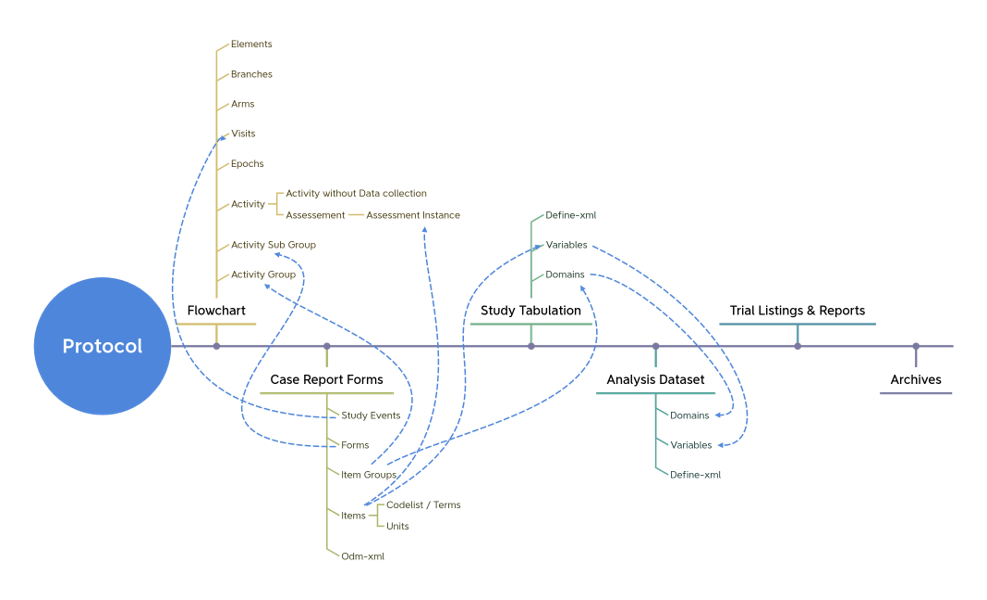 Elements
Branches
Arms
Visits
Epochs
Activity
Activity without Data collection
Assessement
Assessment Instance
Activity Sub Group
Activity Group
Flowchart
Protocol
Case Report Forms
Study Events
Forms
Item Groups
Items
Codelist / Terms
Units
Odm-xml
Define-xml
Variables
Domains
Study Tabulation
Analysis Dataset
Domains
Variables
Define-xml
Trial Listings & Reports
Archives